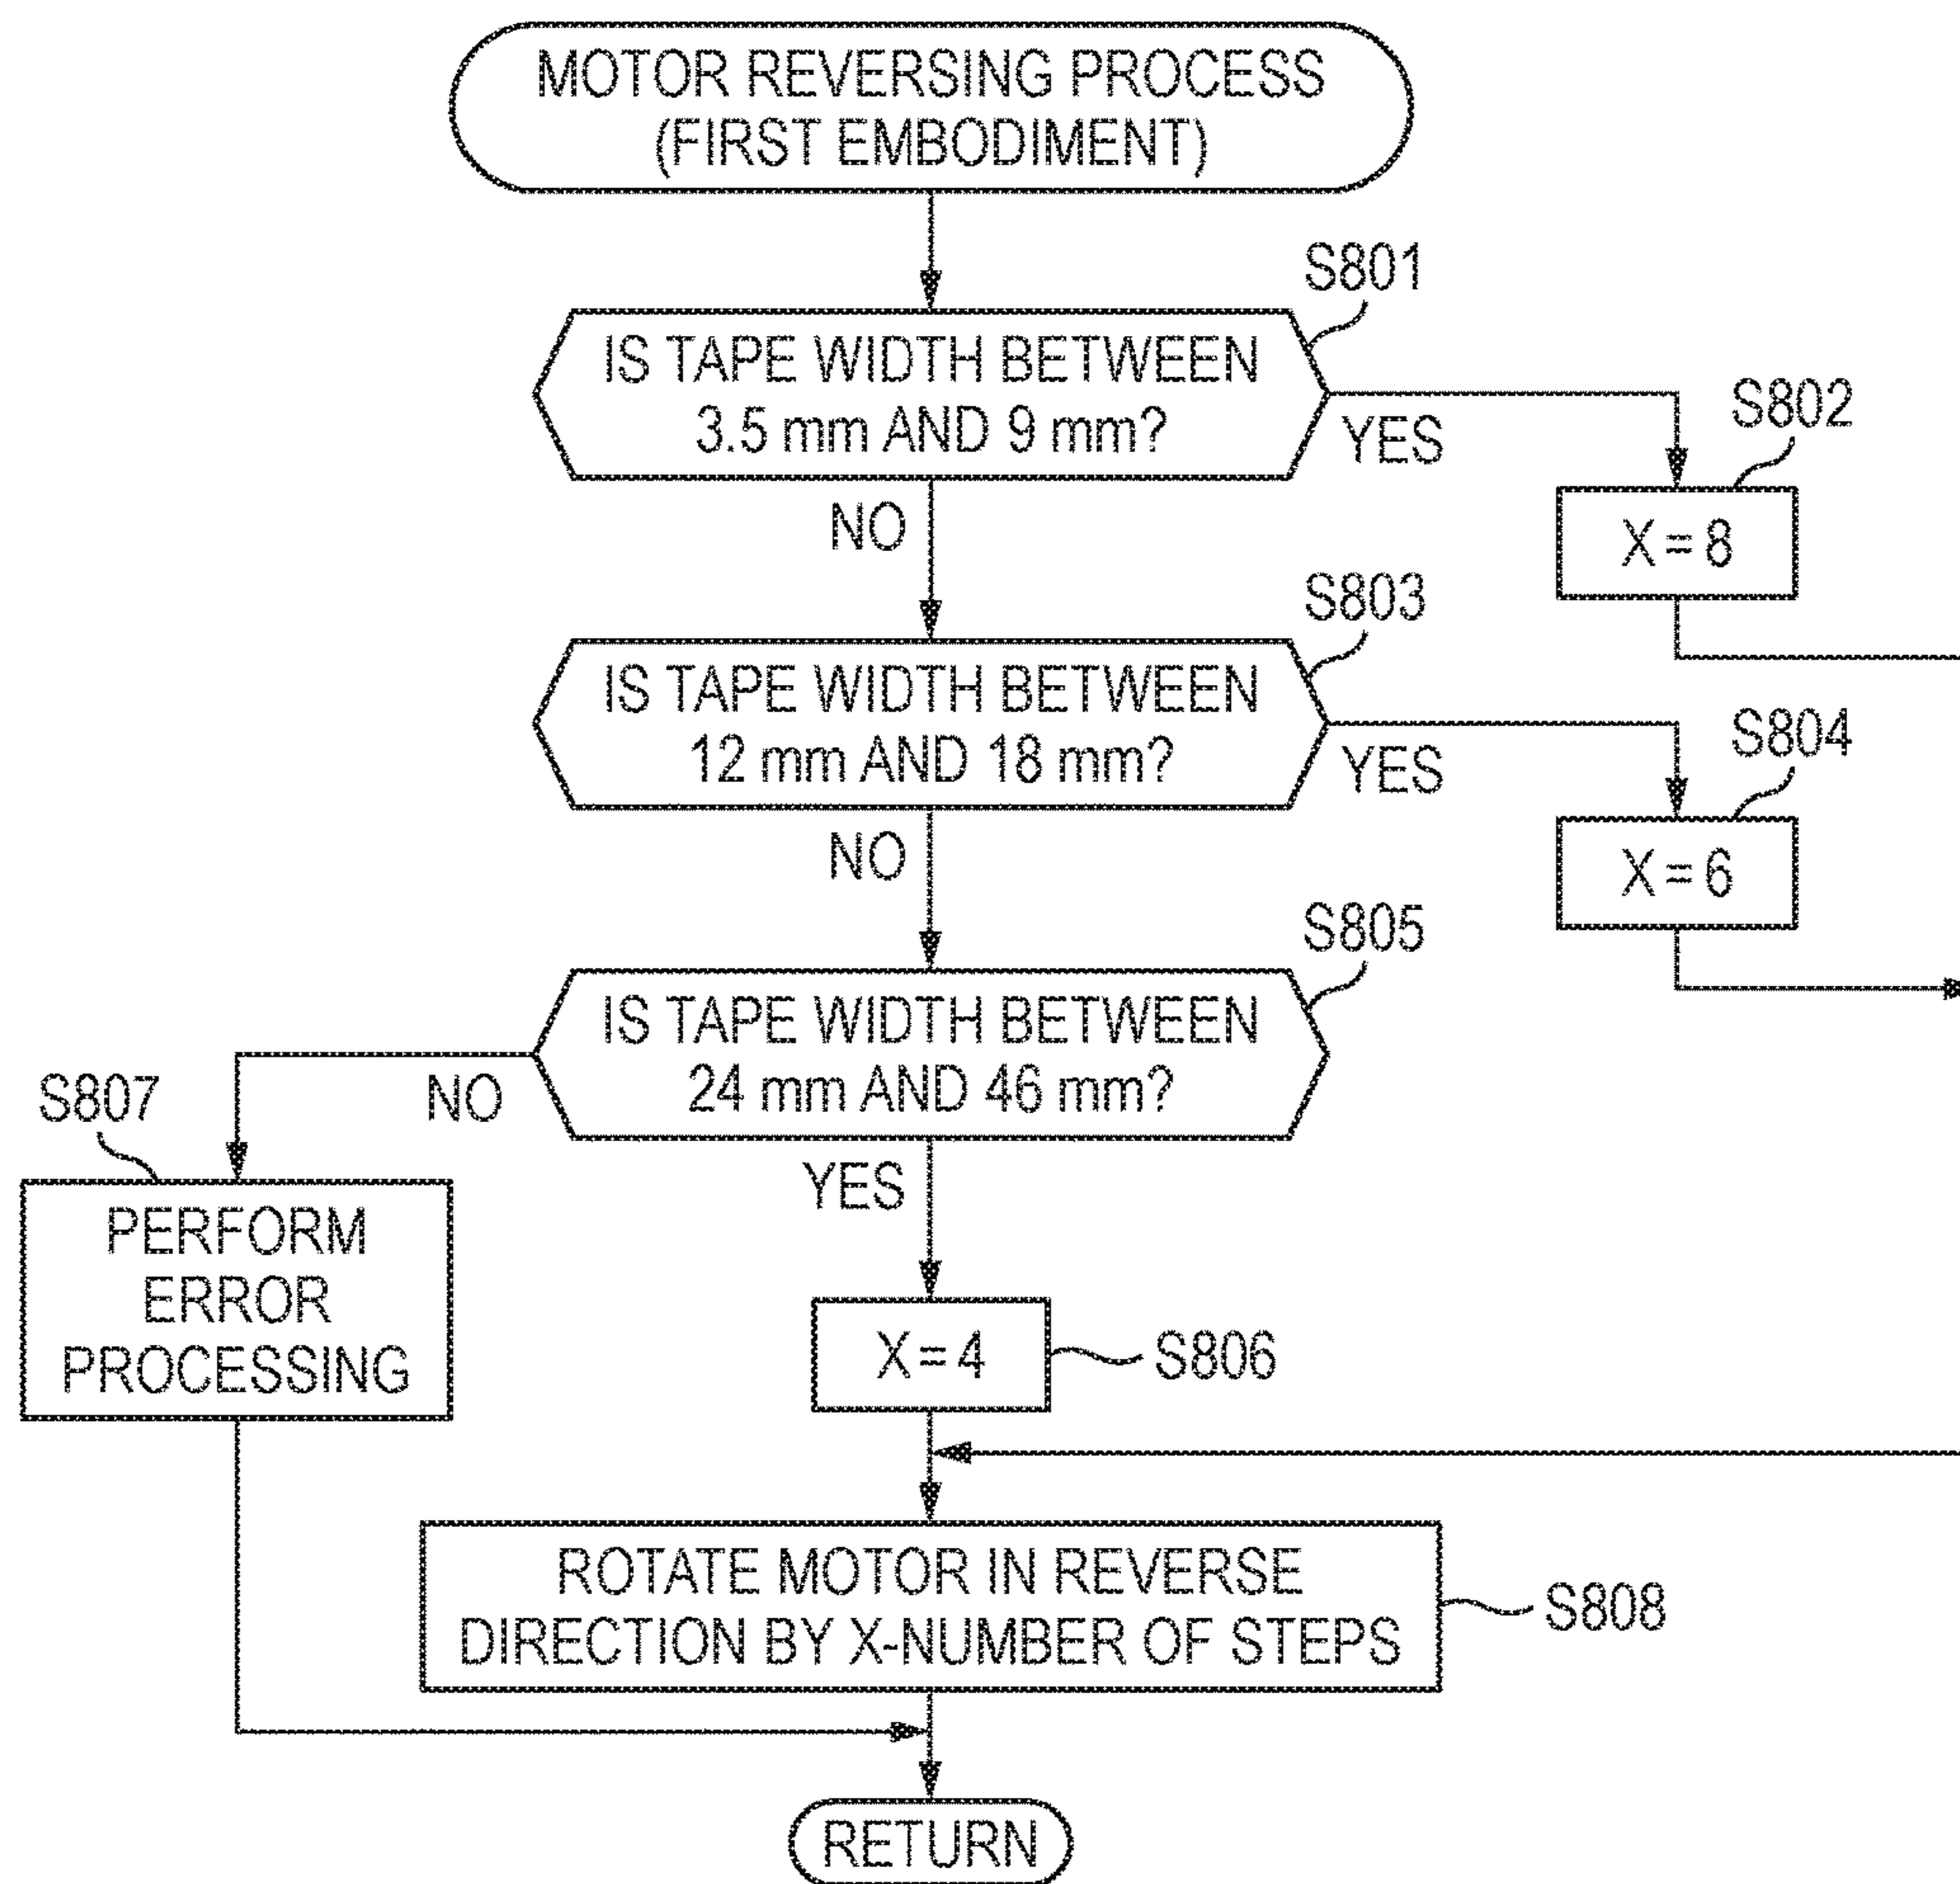 MOTOR REVERSING PROCESS
(FIRST EMBODIMENT)
S801
IS TAPE WIDTH BETWEEN
3.5 mm AND 9 mm?
YES
S802
X = 8
NO
S803
IS TAPE WIDTH BETWEEN
12 mm AND 18 mm?
YES
S804
X = 6
NO
S805
IS TAPE WIDTH BETWEEN
24 mm AND 46 mm?
NO
S807
PERFORM
ERROR
PROCESSING
YES
X = 4
S806
ROTATE MOTOR IN REVERSE
DIRECTION BY X-NUMBER OF STEPS
S808
RETURN